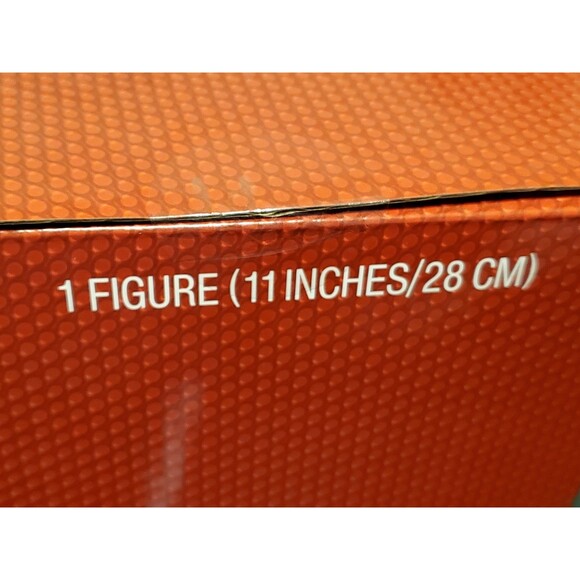 1 FIGURE (11 INCHES/28 CM)